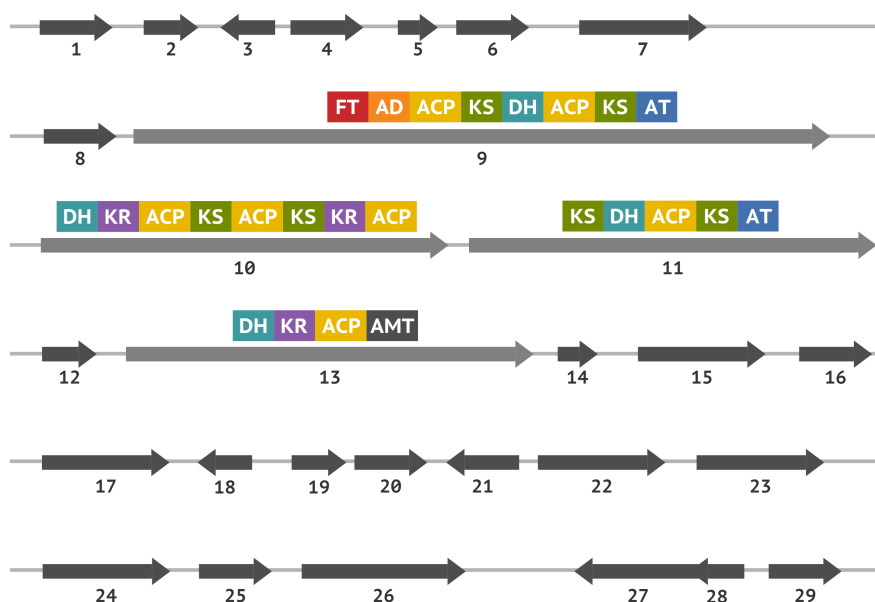 1 2 3 4 5 6 7
FT AD ACP KS DH ACP KS AT
8 9
DH KR ACP KS ACP KS KR ACP KS DH ACP KS AT
10 11
DH KR ACP AMT
12 13 14 15 16
17 18 19 20 21 22 23
24 25 26 27 28 29